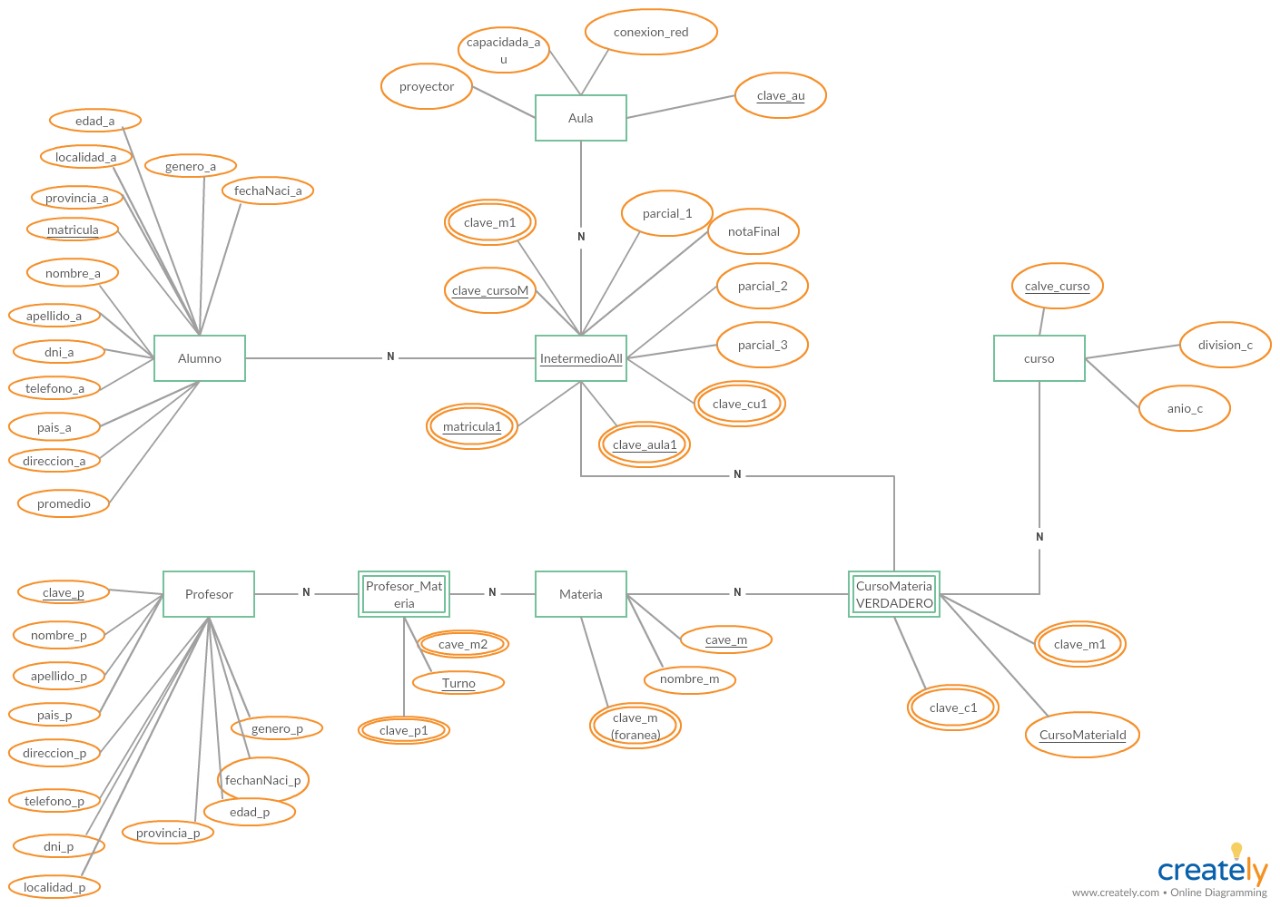 conexion_red
capacidada_a
u
proyector
clave_au
Aula
edad_a
localidad_a
genero_a
fechaNaci_a
provincia_a
matricula
nombre_a
apellido_a
dni_a
telefono_a
pais_a
direccion_a
promedio
Alumno
N
N
clave_m1
parcial_1
notaFinal
clave_cursoM
parcial_2
parcial_3
InetermedioAll
clave_cu1
matricula1
clave_aula1
N
calve_curso
curso
division_c
anio_c
N
Profesor
N
Profesor_Mat
eria
N
Materia
N
CursoMateria
VERDADERO
clave_p
nombre_p
apellido_p
pais_p
direccion_p
telefono_p
dni_p
localidad_p
provincia_p
edad_p
fechanNaci_p
genero_p
cave_m2
Turno
clave_p1
cave_m
nombre_m
clave_m
(foranea)
clave_m1
clave_c1
CursoMateriaId
creately
www.creately.com • Online Diagramming